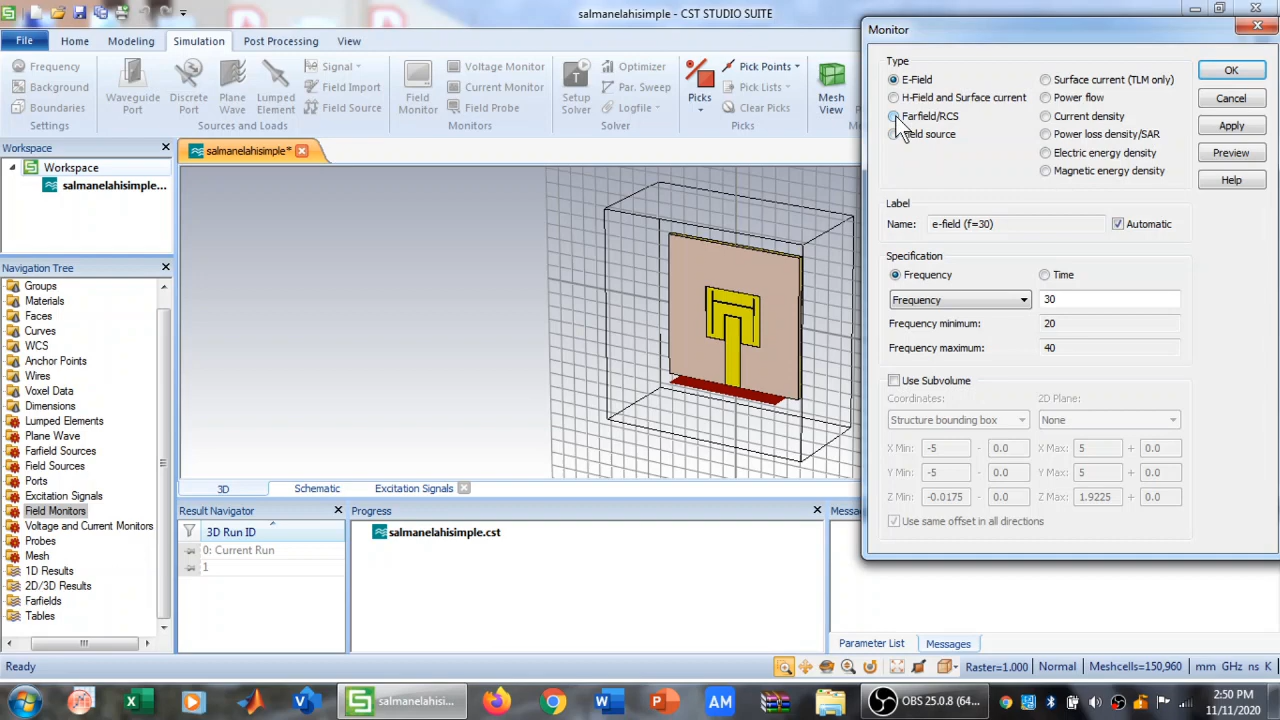 salmanelahisimple - CST STUDIO SUITE
File
Home
Modeling
Simulation
Post Processing
View
Frequency
Background
Boundaries
Settings
Waveguide
Port
Discrete
Port
Plane
Wave
Lumped
Element
Signal
Field Import
Field Source
Sources and Loads
Field
Monitor
Voltage Monitor
Current Monitor
Field Probe
Monitors
Setup
Solver
Optimizer
Par. Sweep
Logfile
Solver
Picks
Pick Points
Pick Lists
Clear Picks
Picks
Mesh
View
Workspace
Workspace
salmanelahisimple...
salmanelahisimple*
Navigation Tree
Groups
Materials
Faces
Curves
WCS
Anchor Points
Wires
Voxel Data
Dimensions
Lumped Elements
Plane Wave
Farfield Sources
Field Sources
Ports
Excitation Signals
Field Monitors
Voltage and Current Monitors
Probes
Mesh
1D Results
2D/3D Results
Farfields
Tables
3D
Schematic
Excitation Signals
Result Navigator
3D Run ID
0: Current Run
1
Progress
salmanelahisimple.cst
Parameter List
Messages
Monitor
Type
E-Field
H-Field and Surface current
Farfield/RCS
Surface current (TLM only)
Power flow
Current density
Power loss density/SAR
Electric energy density
Magnetic energy density
OK
Cancel
Apply
Preview
Help
Label
Name:
e-field (f=30)
Automatic
Specification
Frequency
Time
Frequency
30
Frequency minimum:
20
Frequency maximum:
40
Use Subvolume
Coordinates:
2D Plane:
Structure bounding box
None
X Min: -5 - 0.0 X Max: 5 + 0.0
Y Min: -5 - 0.0 Y Max: 5 + 0.0
Z Min: -0.0175 - 0.0 Z Max: 1.9225 + 0.0
Use same offset in all directions
Ready
Raster=1.000
Normal
Meshcells=150,960
mm GHz ns K
salmanelahisi...
AM
OBS 25.0.8 (64...
2:50 PM
11/11/2020